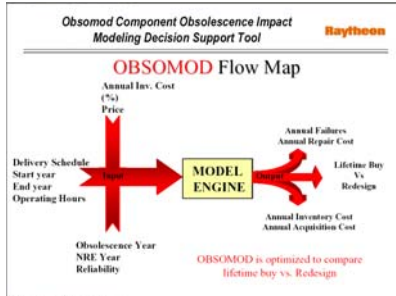 Obsomod Component Obsolescence Impact
Modeling Decision Support Tool
Raytheon
OBSOMOD Flow Map
Annual Inv. Cost
(%)
Price
Delivery Schedule
Start year
End year
Operating Hours
Input
MODEL
ENGINE
Output
Annual Failures
Annual Repair Cost
Lifetime Buy
Vs
Redesign
Annual Inventory Cost
Annual Acquisition Cost
Obsolescence Year
NRE Year
Reliability
OBSOMOD is optimized to compare
lifetime buy vs. Redesign